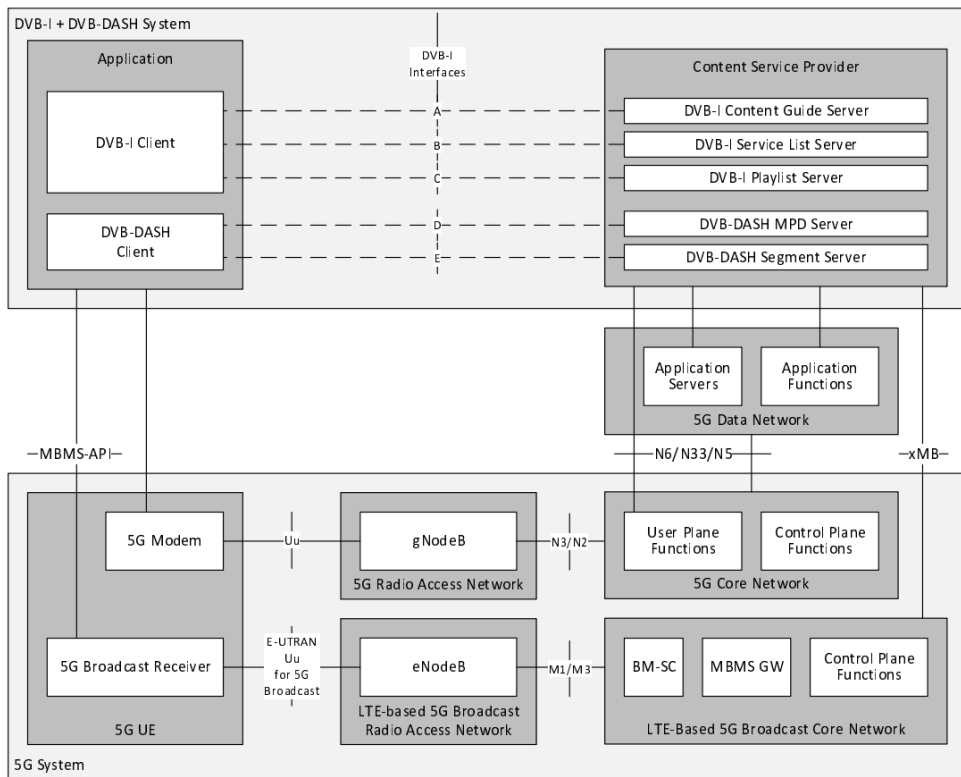 DVB-I + DVB-DASH System
Application
DVB-I
Interfaces
Content Service Provider
DVB-I Client
A
DVB-I Content Guide Server
B
DVB-I Service List Server
C
DVB-I Playlist Server
DVB-DASH
Client
D
DVB-DASH MPD Server
E
DVB-DASH Segment Server
Application
Servers
Application
Functions
5G Data Network
MBMS-API
N6/N33/N5
xMB
5G Modem
Uu
gNodeB
5G Radio Access Network
N3/N2
User Plane
Functions
Control Plane
Functions
5G Core Network
5G Broadcast Receiver
E-UTRAN
Uu
for 5G
Broadcast
eNodeB
LTE-based 5G Broadcast
Radio Access Network
M1/M3
BM-SC
MBMS GW
Control Plane
Functions
5G UE
LTE-Based 5G Broadcast Core Network
5G System